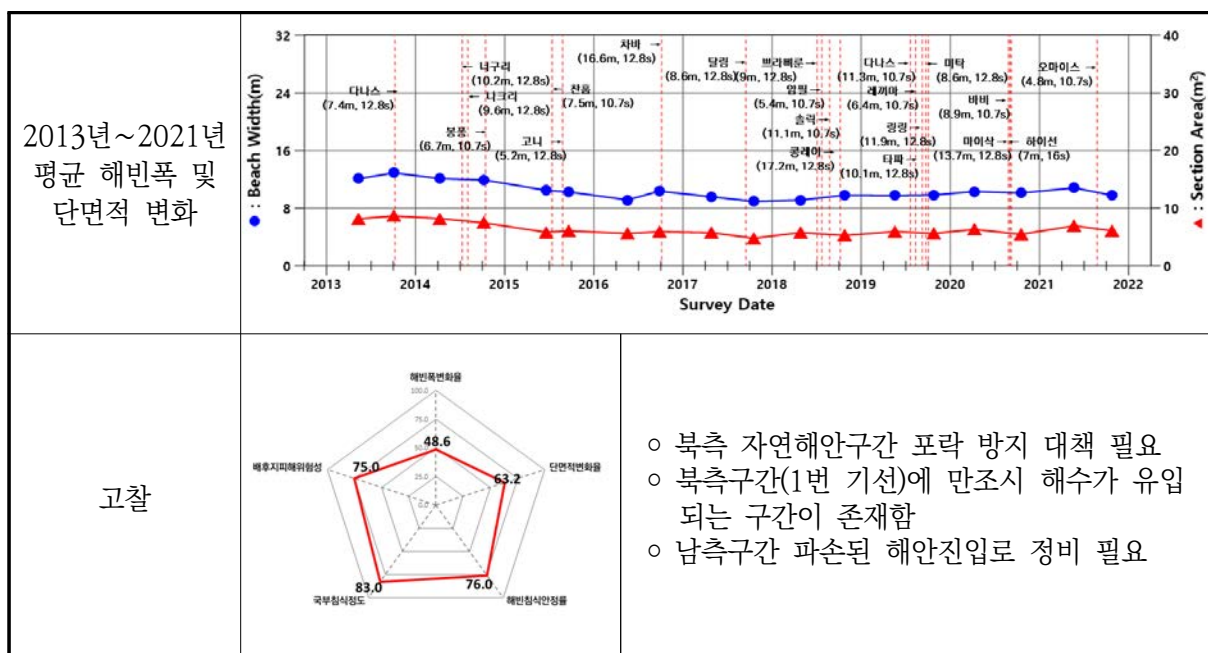 2013년~2021년
평균 해빈폭 및
단면적 변화
● : Beach Width(m)
32
24
16
8
0
40
30
20
10
0
▲ : Section Area(m²)
다나스
(7.4m, 12.8s)
너구리
(10.2m, 12.8s)
나크리
(9.6m, 12.8s)
봉퐁
(6.7m, 10.7s)
찬홈
(7.5m, 10.7s)
고니
(5.2m, 12.8s)
차바
(16.6m, 12.8s)
탈림
(8.6m, 12.8s)
쁘라삐룬
(9m, 12.8s)
암필
(5.4m, 10.7s)
솔릭
(11.1m, 10.7s)
콩레이
(17.2m, 12.8s)
다나스
(11.3m, 10.7s)
레끼마
(6.4m, 10.7s)
링링
(11.9m, 12.8s)
타파
(10.1m, 12.8s)
미탁
(8.6m, 12.8s)
바비
(8.9m, 10.7s)
마이삭
(13.7m, 12.8s)
하이선
(7m, 16s)
오마이스
(4.8m, 10.7s)
2013 2014 2015 2016 2017 2018 2019 2020 2021 2022
Survey Date
고찰
해빈폭변화율
100.0
75.0
50.0
25.0
0.0
48.6
배후지피해위험성
75.0
단면적변화율
63.2
국부침식정도
83.0
해빈침식안정률
76.0
○ 북측 자연해안구간 포락 방지 대책 필요
○ 북측구간(1번 기선)에 만조시 해수가 유입
되는 구간이 존재함
○ 남측구간 파손된 해안진입로 정비 필요